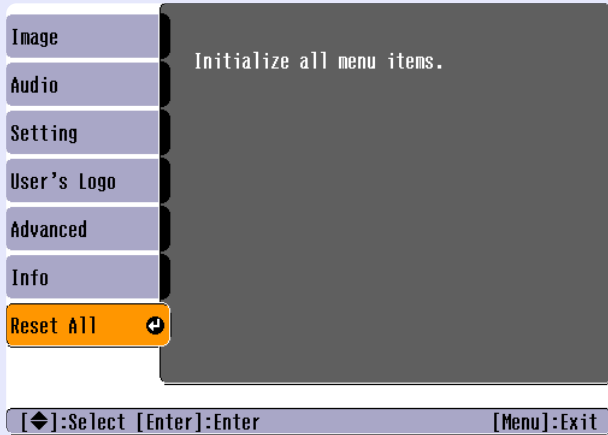 Image
Audio
Setting
User's Logo
Advanced
Info
Reset All
Initialize all menu items.
[◆]:Select [Enter]:Enter [Menu]:Exit